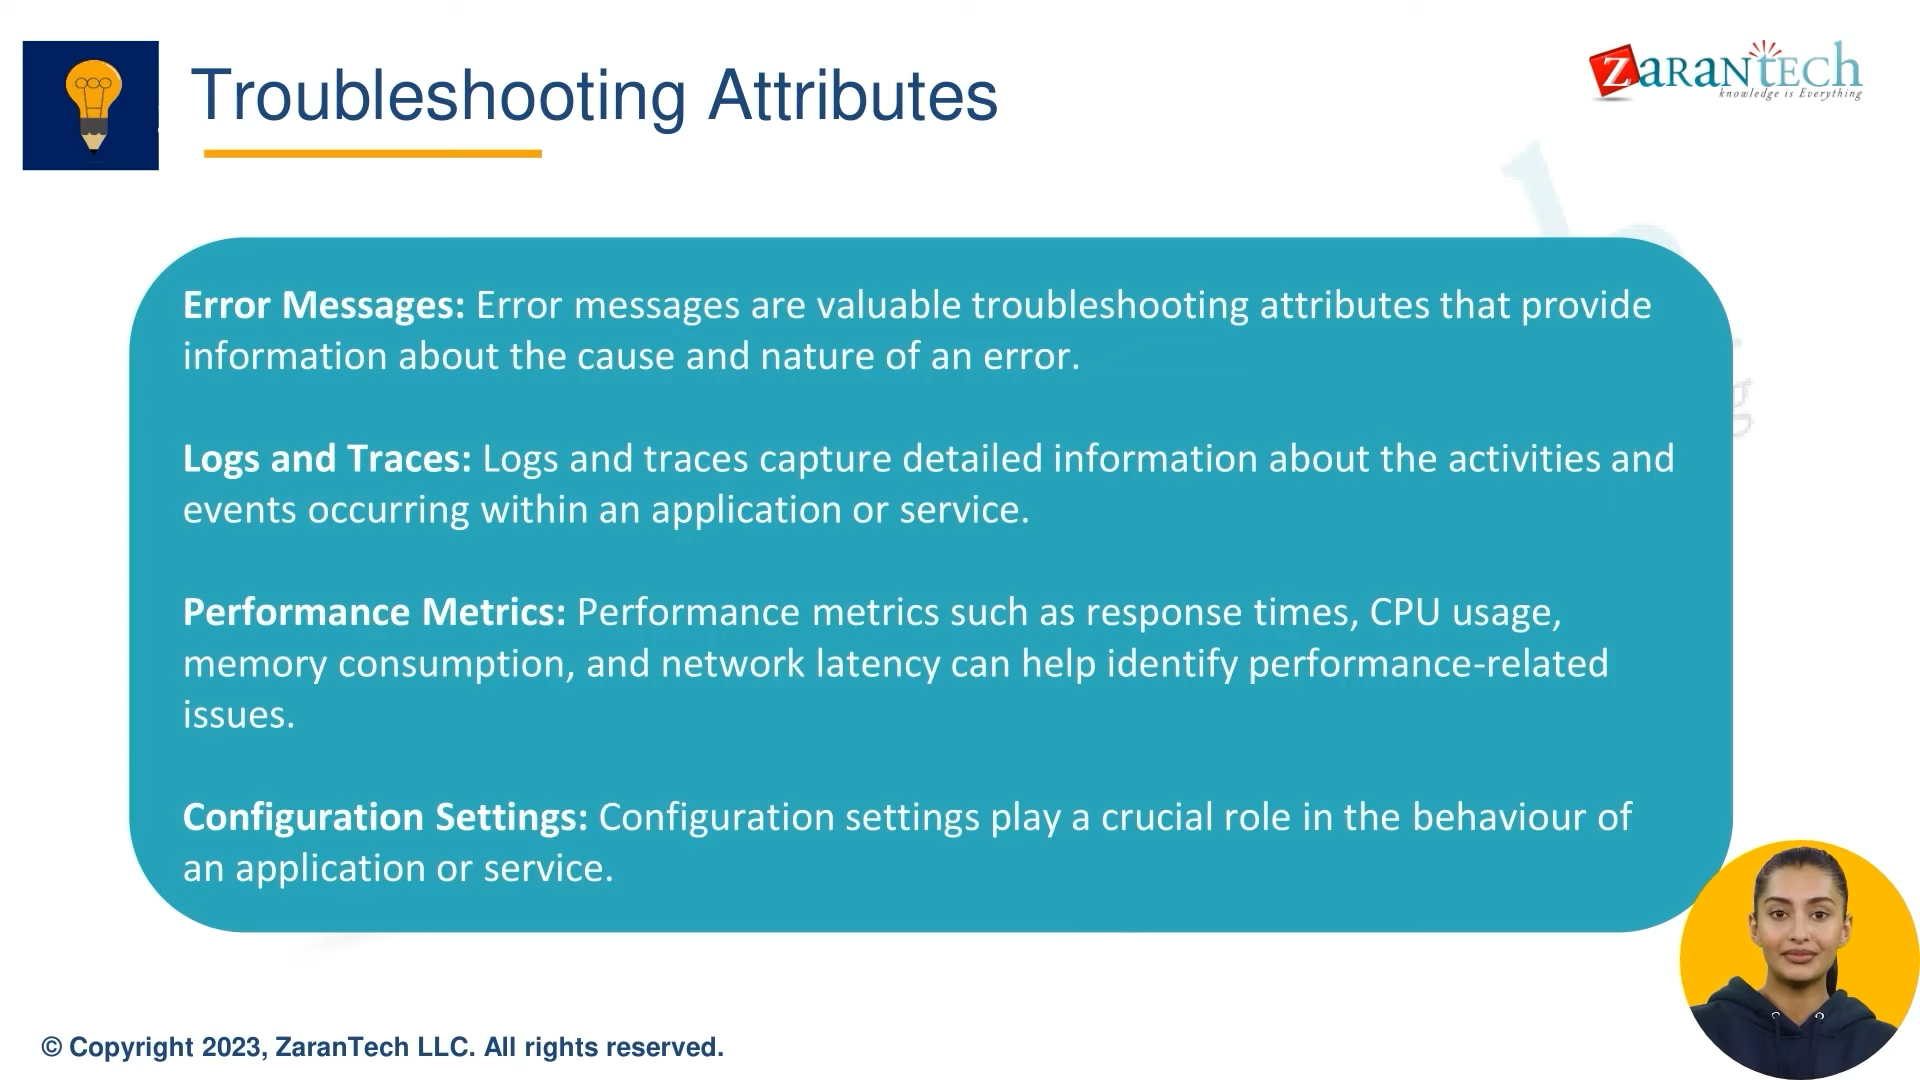 Troubleshooting Attributes
ZARANTECH
knowledge is Everything
Error Messages: Error messages are valuable troubleshooting attributes that provide
information about the cause and nature of an error.
Logs and Traces: Logs and traces capture detailed information about the activities and
events occurring within an application or service.
Performance Metrics: Performance metrics such as response times, CPU usage,
memory consumption, and network latency can help identify performance-related
issues.
Configuration Settings: Configuration settings play a crucial role in the behaviour of
an application or service.
© Copyright 2023, ZaranTech LLC. All rights reserved.